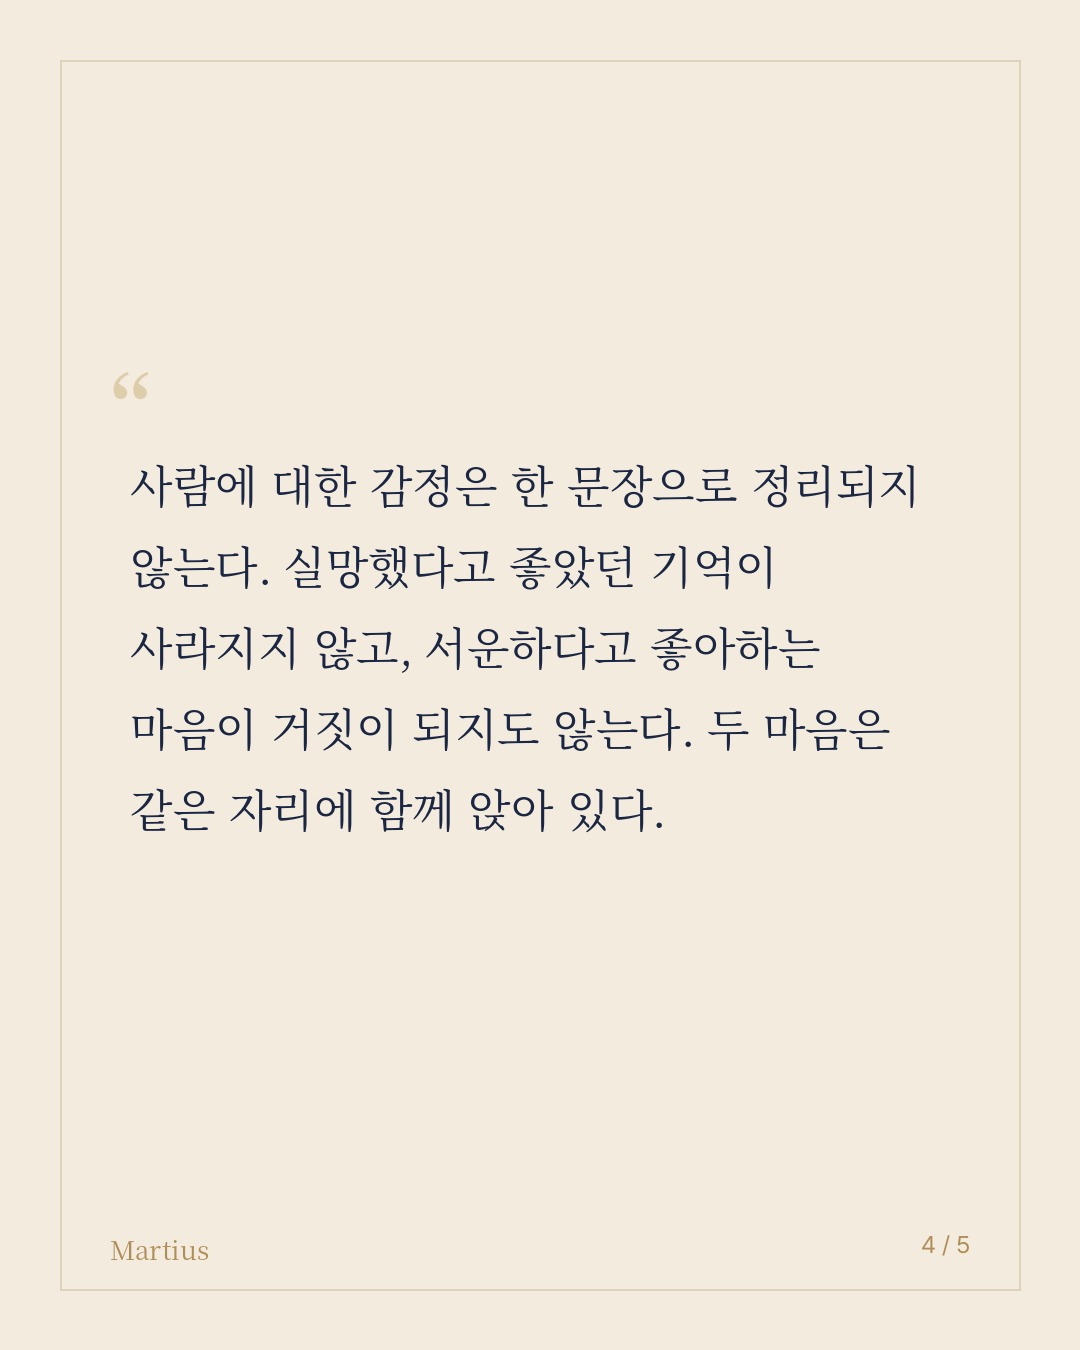 “
사람에 대한 감정은 한 문장으로 정리되지
않는다. 실망했다고 좋았던 기억이
사라지지 않고, 서운하다고 좋아하는
마음이 거짓이 되지도 않는다. 두 마음은
같은 자리에 함께 앉아 있다.
Martius
4 / 5